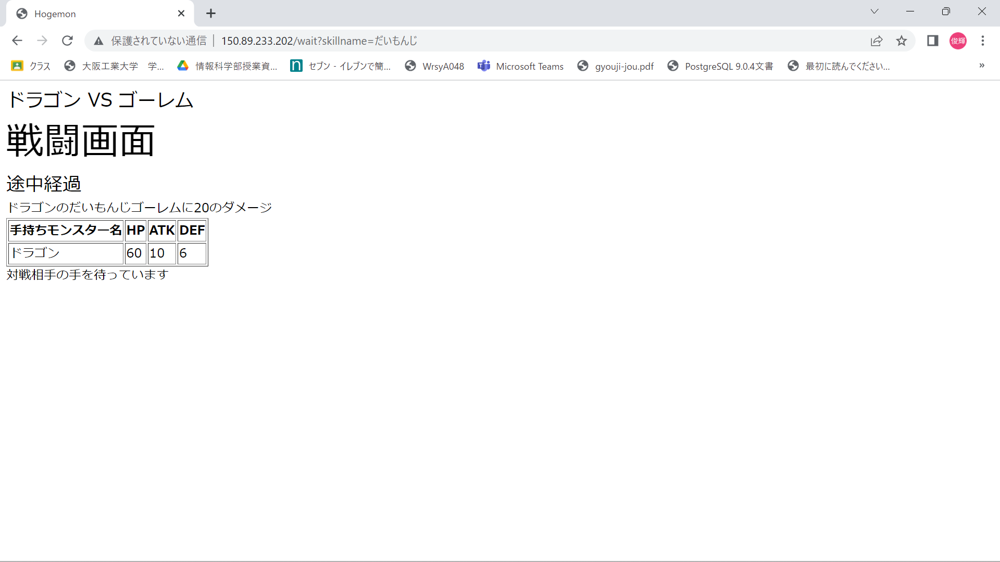 Hogemon
保護されていない通信 | 150.89.233.202/wait?skillname=だいもんじ
俊輝
クラス 大阪工業大学 学... 情報科学部授業資... セブン - イレブンで簡... WrsyA048 Microsoft Teams gyouji-jou.pdf PostgreSQL 9.0.4文書 最初に読んでください... »
ドラゴン VS ゴーレム
戦闘画面
途中経過
ドラゴンのだいもんじゴーレムに20のダメージ
手持ちモンスター名 HP ATK DEF
ドラゴン 60 10 6
対戦相手の手を待っています